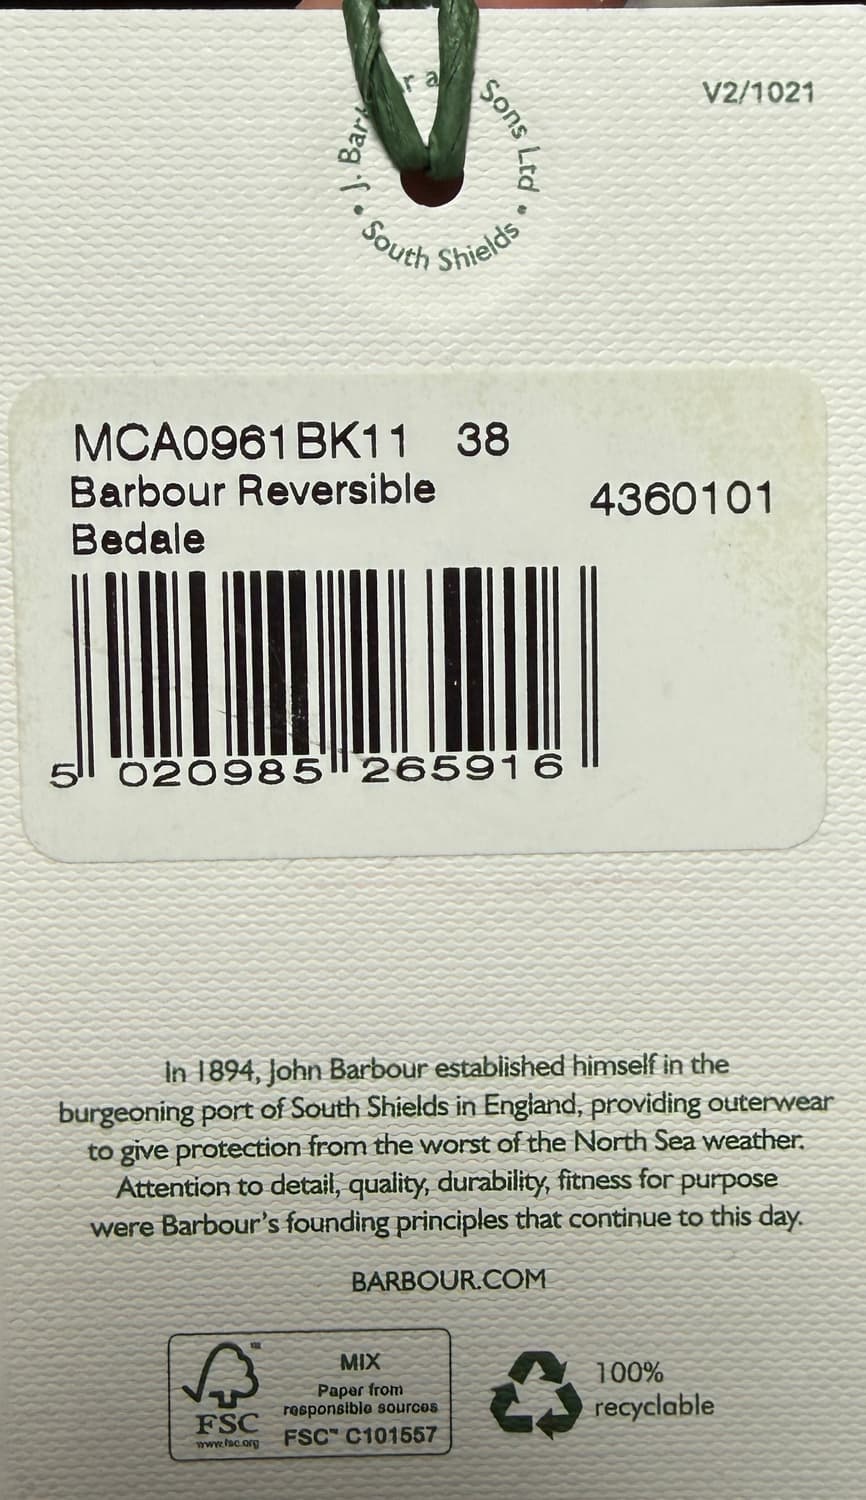 J. Bar r a Sons Ltd • South Shields •
V2/1021
MCA0961BK11 38
Barbour Reversible
Bedale
4360101
5 020985 265916
In 1894, John Barbour established himself in the
burgeoning port of South Shields in England, providing outerwear
to give protection from the worst of the North Sea weather.
Attention to detail, quality, durability, fitness for purpose
were Barbour's founding principles that continue to this day.
BARBOUR.COM
MIX
Paper from
responsible sources
FSC™ C101557
FSC
www.fsc.org
100%
recyclable